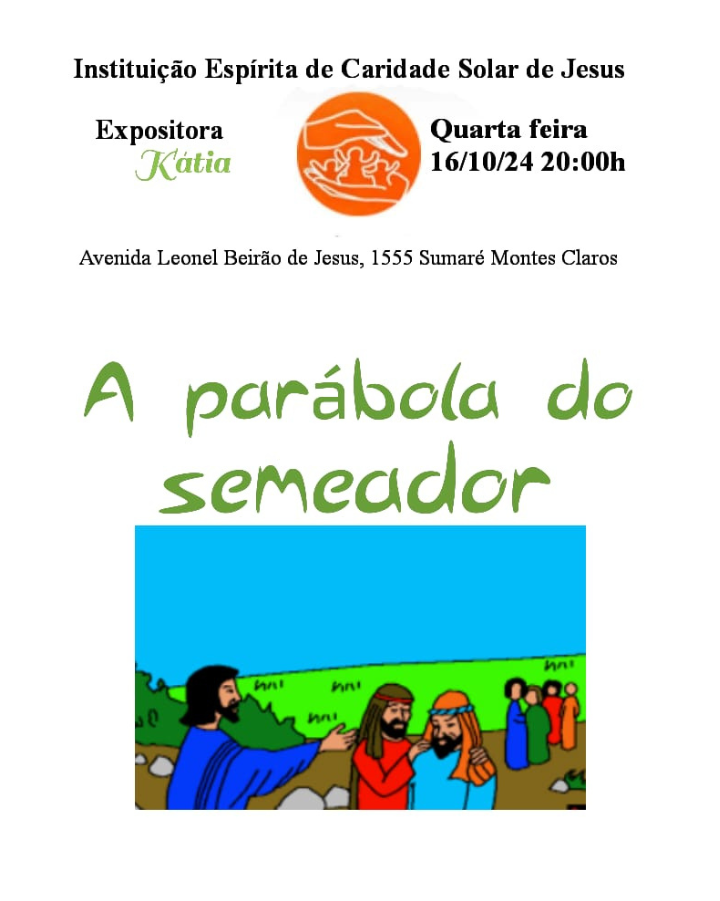 Instituição Espírita de Caridade Solar de Jesus
Expositora
Kátia
Quarta feira
16/10/24 20:00h
Avenida Leonel Beirão de Jesus, 1555 Sumaré Montes Claros
A parábola do
semeador